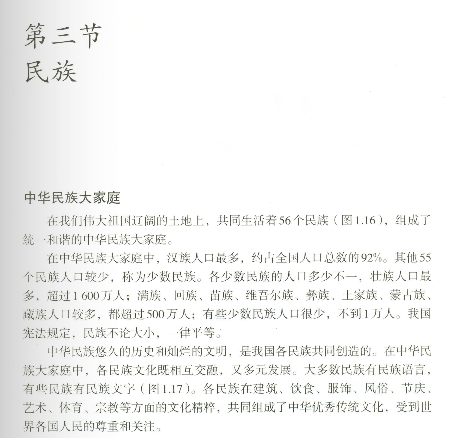 第三节
民族
中华民族大家庭
在我们伟大祖国辽阔的土地上，共同生活着56个民族（图1.16），组成了
统一和谐的中华民族大家庭。
在中华民族大家庭中，汉族人口最多，约占全国人口总数的92%。其他55
个民族人口较少，称为少数民族。各少数民族的人口多少不一，壮族人口最
多，超过1 600万人；满族、回族、苗族、维吾尔族、彝族、土家族、蒙古族、
藏族人口较多，都超过500万人；有些少数民族人口很少，不到1万人。我国
宪法规定，民族不论大小，一律平等。
中华民族悠久的历史和灿烂的文明，是我国各民族共同创造的。在中华民
族大家庭中，各民族文化既相互交融，又多元发展。大多数民族有民族语言，
有些民族有民族文字（图1.17）。各民族在建筑、饮食、服饰、风俗、节庆、
艺术、体育、宗教等方面的文化精粹，共同组成了中华优秀传统文化，受到世
界各国人民的尊重和关注。